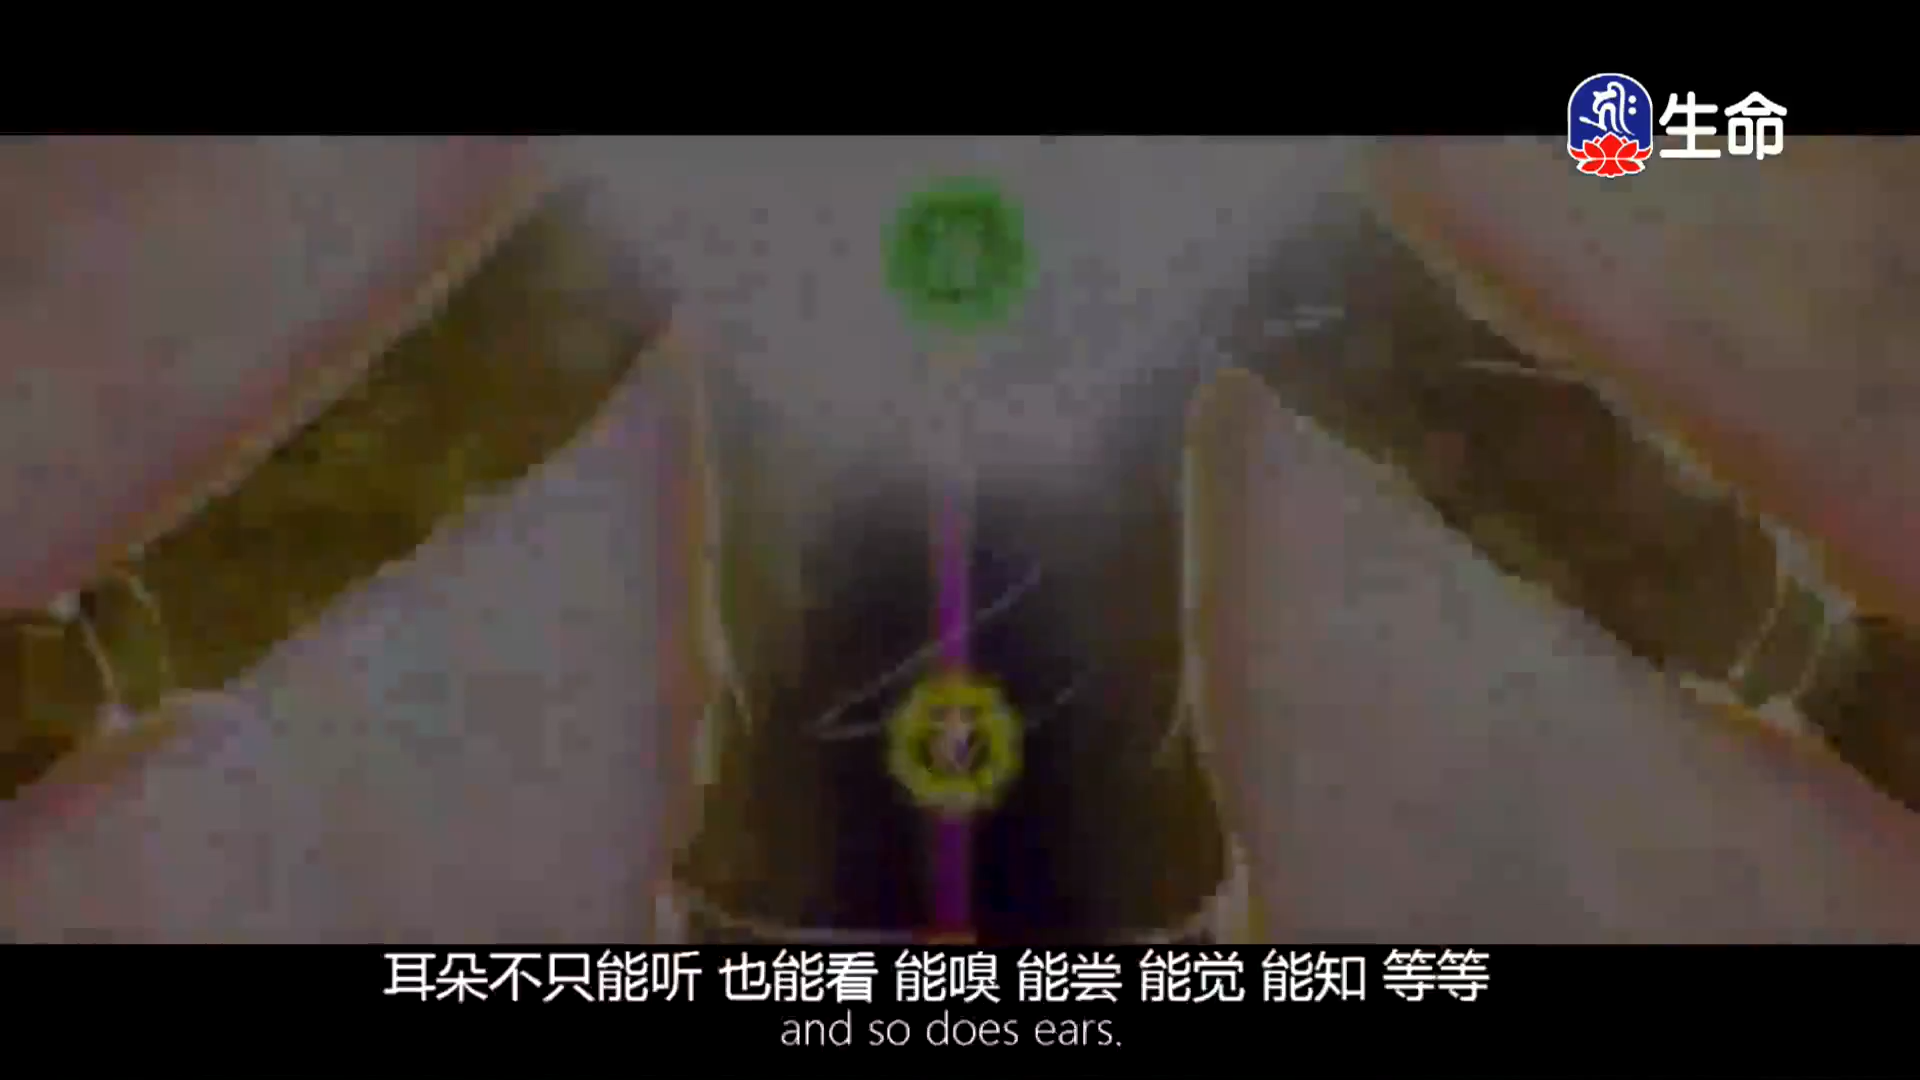 生命
耳朵不只能听 也能看 能嗅 能尝 能觉 能知 等等
and so does ears.